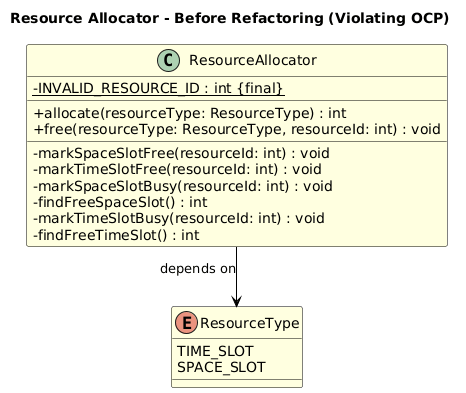 Resource Allocator - Before Refactoring (Violating OCP)
C ResourceAllocator
-INVALID_RESOURCE_ID : int {final}
+allocate(resourceType: ResourceType) : int
+free(resourceType: ResourceType, resourceId: int) : void
-markSpaceSlotFree(resourceId: int) : void
-markTimeSlotFree(resourceId: int) : void
-markSpaceSlotBusy(resourceId: int) : void
-findFreeSpaceSlot() : int
-markTimeSlotBusy(resourceId: int) : void
-findFreeTimeSlot() : int
depends on
E ResourceType
TIME_SLOT
SPACE_SLOT